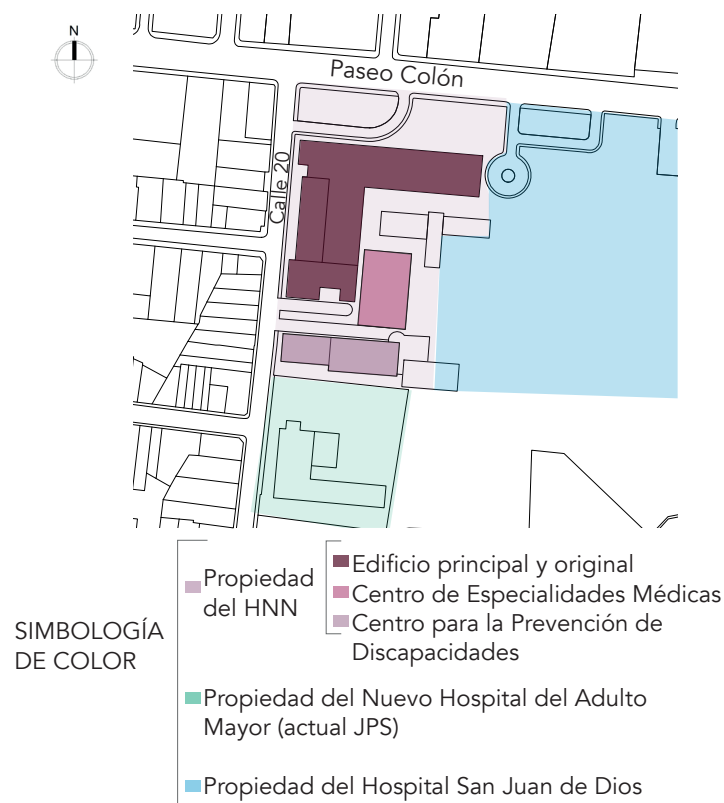 N
Paseo Colón
Calle 20
SIMBOLOGÍA
DE COLOR
Propiedad
del HNN
Edificio principal y original
Centro de Especialidades Médicas
Centro para la Prevención de
Discapacidades
Propiedad del Nuevo Hospital del Adulto
Mayor (actual JPS)
Propiedad del Hospital San Juan de Dios